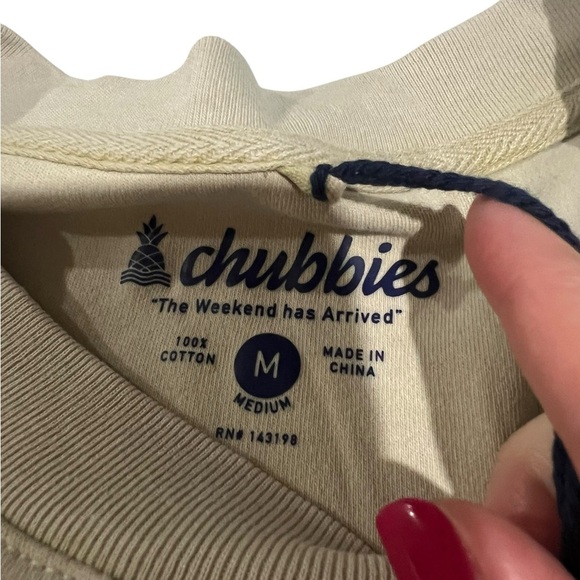 chubbies
"The Weekend has Arrived"
100%
COTTON
M
MEDIUM
MADE IN
CHINA
RN# 143198